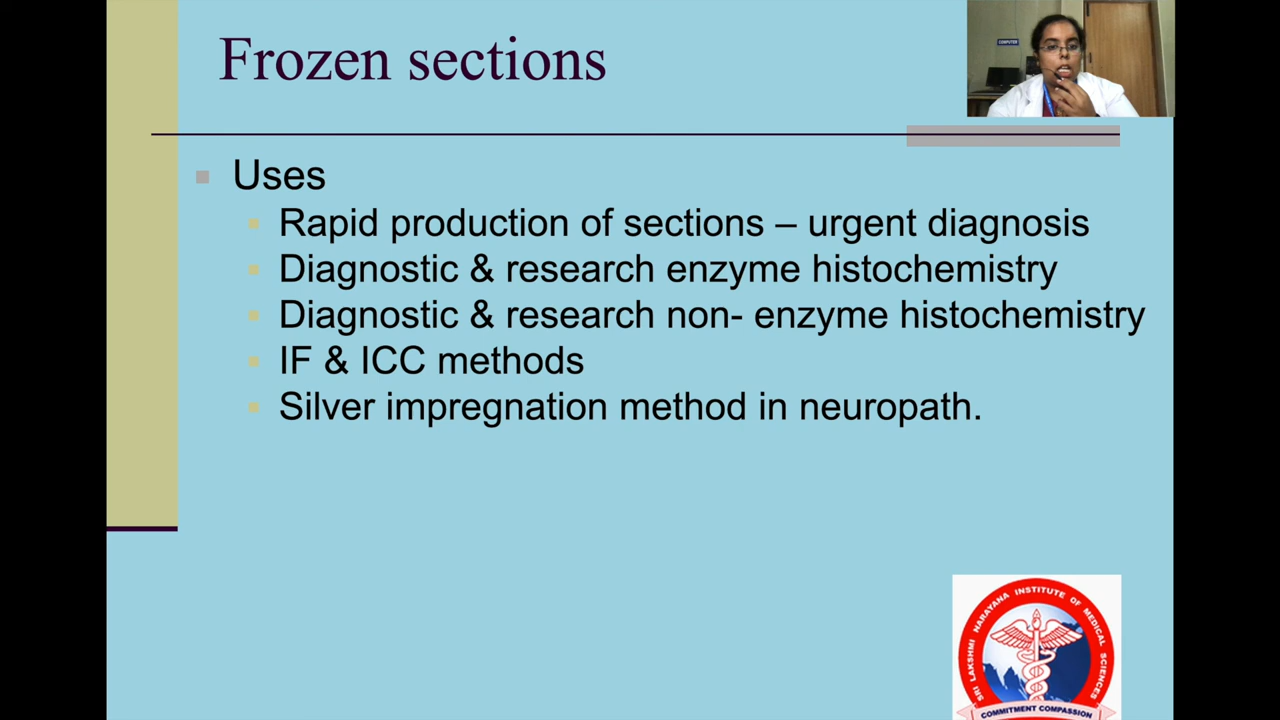 Frozen sections
COMPUTER
Uses
Rapid production of sections – urgent diagnosis
Diagnostic & research enzyme histochemistry
Diagnostic & research non- enzyme histochemistry
IF & ICC methods
Silver impregnation method in neuropath.
SRI LAKSHMI NARAYANA INSTITUTE OF MEDICAL SCIENCES
COMMITMENT COMPASSION